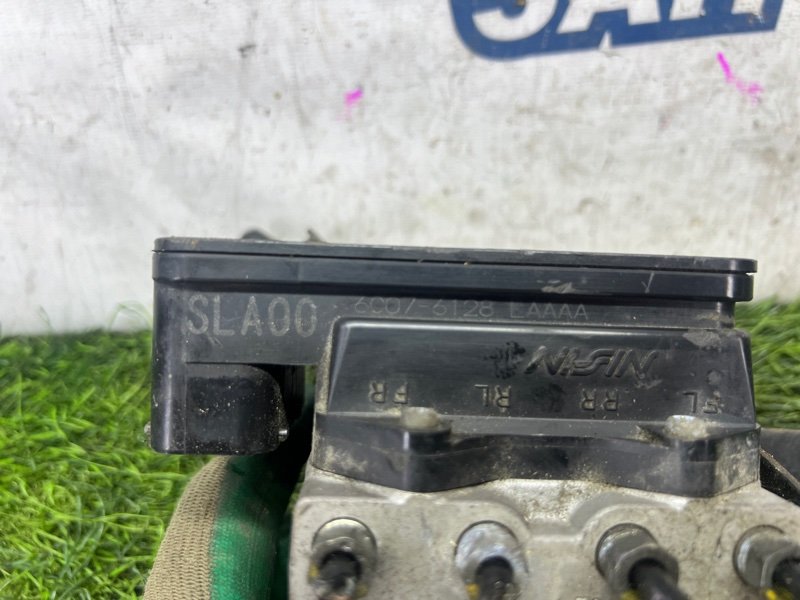 SLA00 6C07-6128 EAAAA
NISSIN
FR RL RR FL